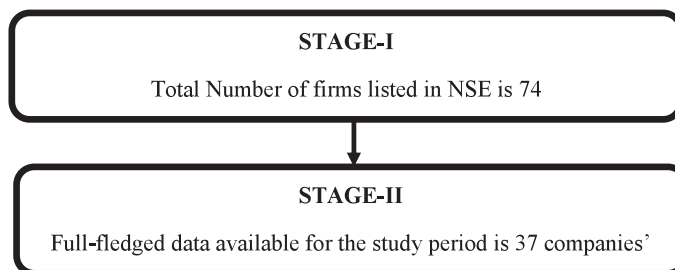 STAGE-I
Total Number of firms listed in NSE is 74
STAGE-II
Full-fledged data available for the study period is 37 companies’